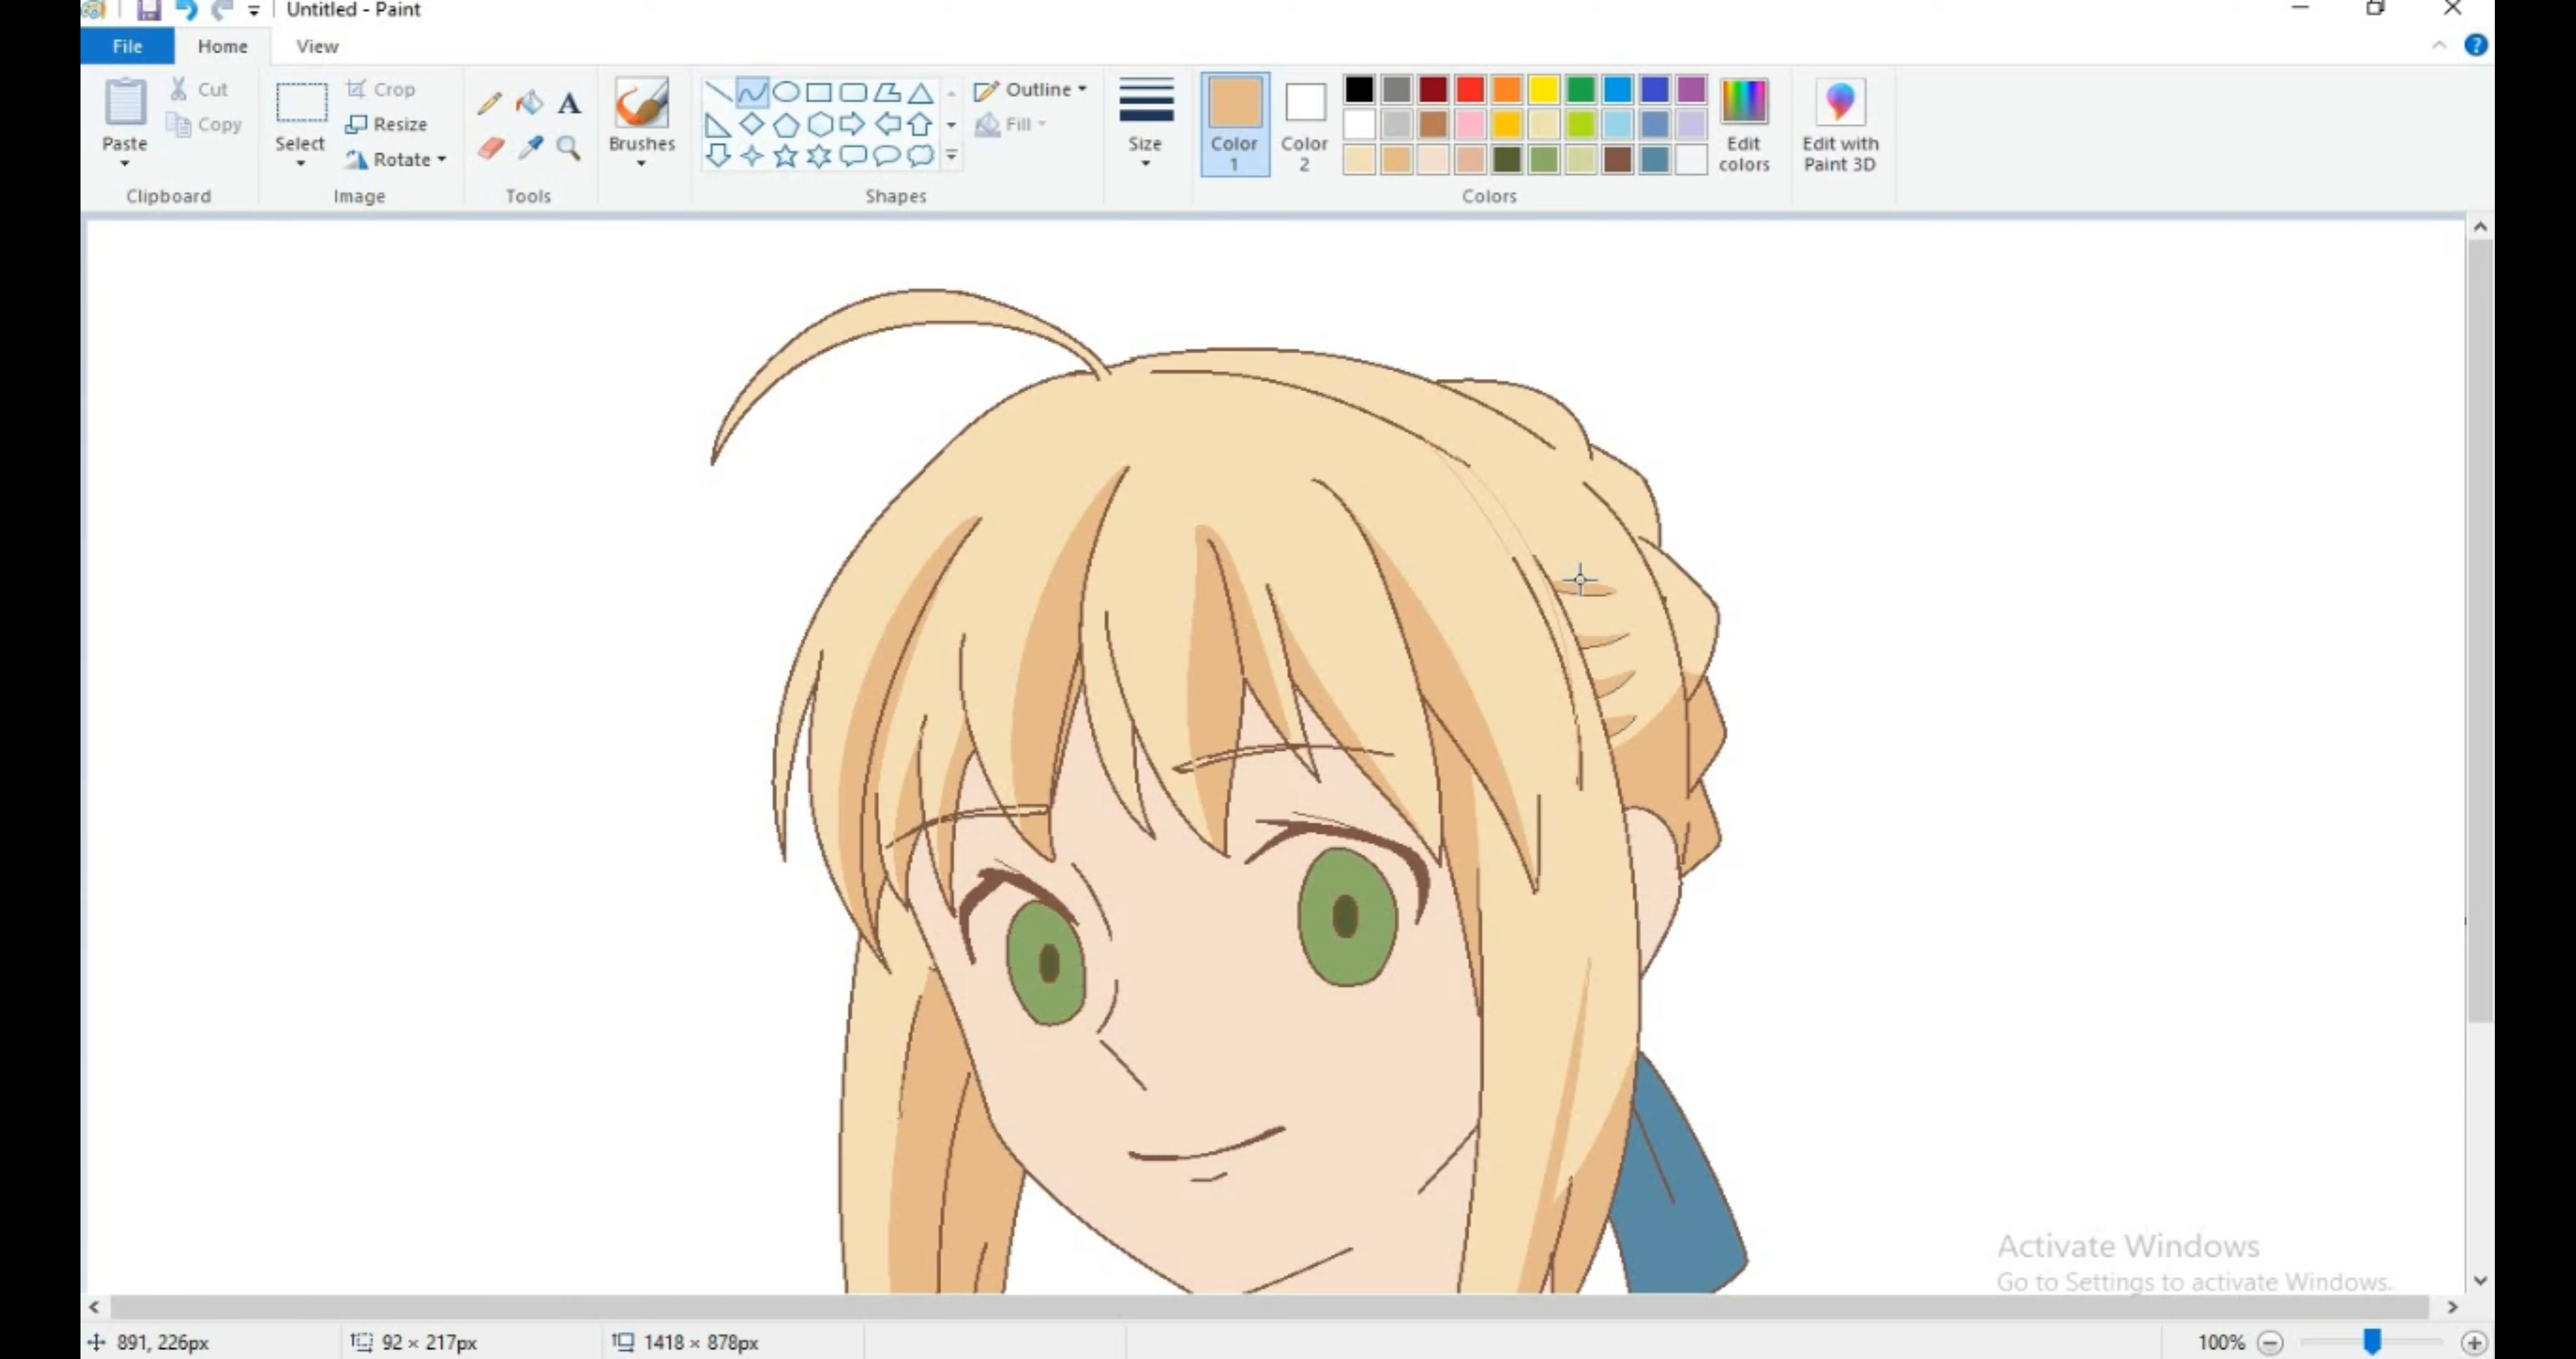 Untitled - Paint
File Home View
Paste Cut Copy Clipboard
Select Crop Resize Rotate Image
A Tools
Brushes
Outline Fill Shapes
Size
Color 1 Color 2 Edit colors Colors
Edit with Paint 3D
Activate Windows
Go to Settings to activate Windows.
891, 226px 92 × 217px 1418 × 878px 100%